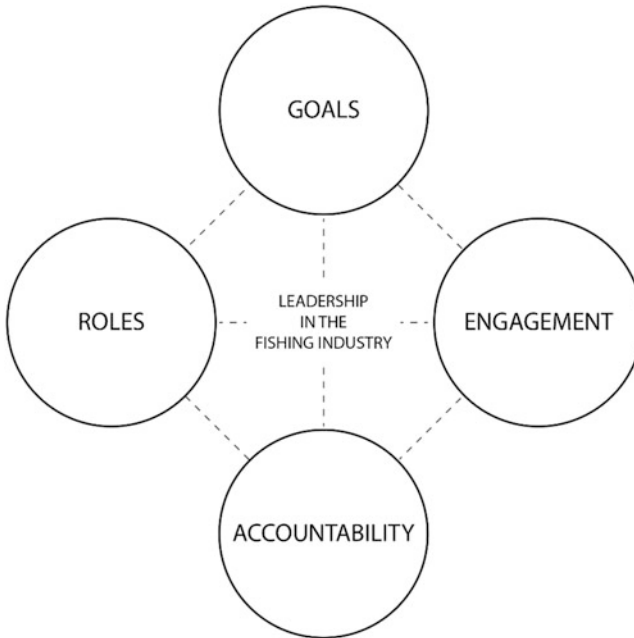 GOALS
ROLES
LEADERSHIP
IN THE
FISHING INDUSTRY
ENGAGEMENT
ACCOUNTABILITY